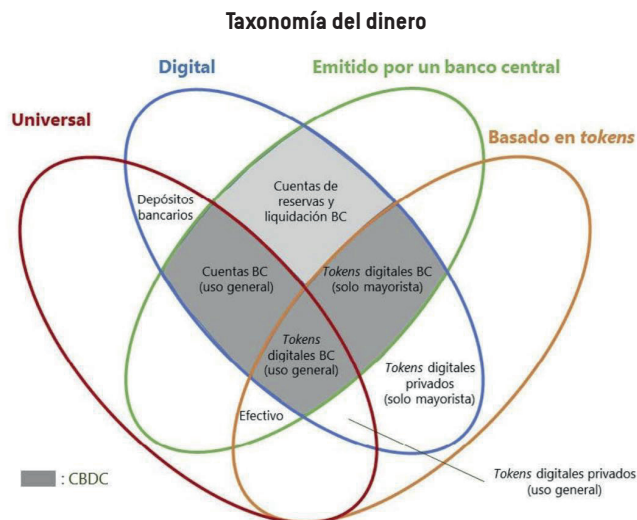 Taxonomía del dinero
Digital
Emitido por un banco central
Universal
Basado en tokens
Depósitos
bancarios
Cuentas de
reservas y
liquidación BC
Cuentas BC
(uso general)
Tokens digitales BC
(solo mayorista)
Tokens
digitales BC
(uso general)
Tokens digitales
privados
(solo mayorista)
Efectivo
: CBDC
Tokens digitales privados
(uso general)